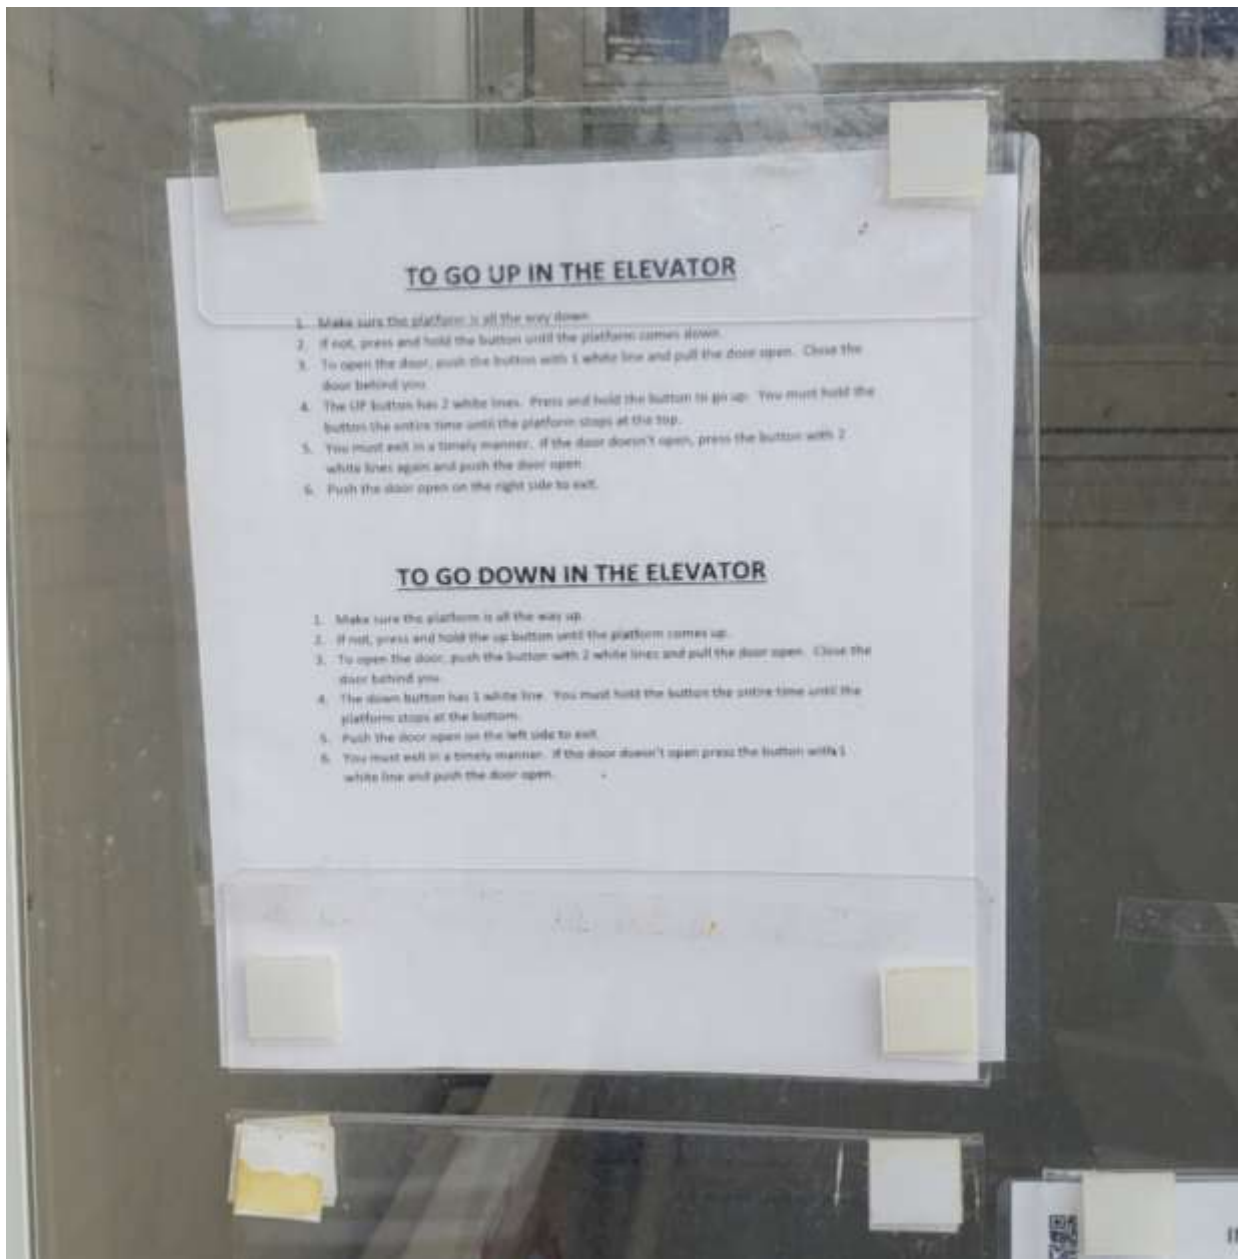 TO GO UP IN THE ELEVATOR
1. Make sure the platform is all the way down.
2. If not, press and hold the button until the platform comes down.
3. To open the door, push the button with 1 white line and pull the door open. Close the
door behind you.
4. The UP button has 2 white lines. Press and hold the button to go up. You must hold the
button the entire time until the platform stops at the top.
5. You must exit in a timely manner. If the door doesn't open, press the button with 2
white lines again and push the door open.
6. Push the door open on the right side to exit.
TO GO DOWN IN THE ELEVATOR
1. Make sure the platform is all the way up.
2. If not, press and hold the up button until the platform comes up.
3. To open the door, push the button with 2 white lines and pull the door open. Close the
door behind you.
4. The down button has 1 white line. You must hold the button the entire time until the
platform stops at the bottom.
5. Push the door open on the left side to exit.
6. You must exit in a timely manner. If the door doesn't open press the button with 1
white line and push the door open.